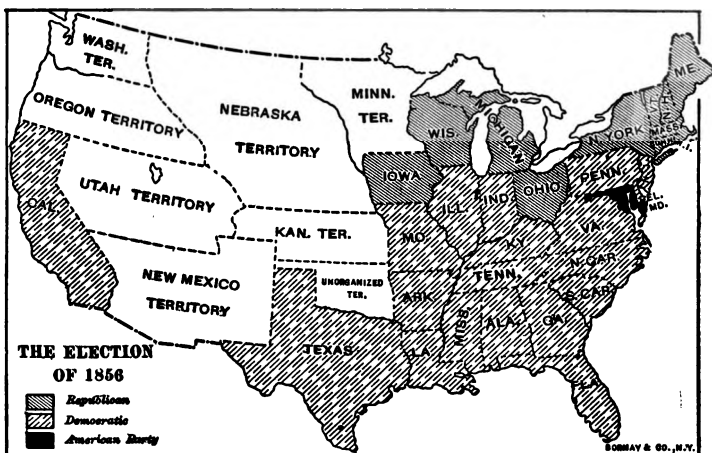 WASH.
TER.
OREGON TERRITORY
NEBRASKA
TERRITORY
MINN.
TER.
WIS.
MICHIGAN
ME.
N.H.
MASS.
N. YORK
IOWA
UTAH TERRITORY
CAL.
ILL.
IND.
OHIO
PENN.
DEL.
MD.
VA.
KAN. TER.
MO.
KY.
N. CAR.
TENN.
NEW MEXICO
TERRITORY
UNORGANIZED
TER.
ARK.
S. CAR.
MISS.
ALA.
GA.
TEXAS
LA.
THE ELECTION
OF 1856
Republican
Democratic
American Party
BORMAY & CO., N.Y.